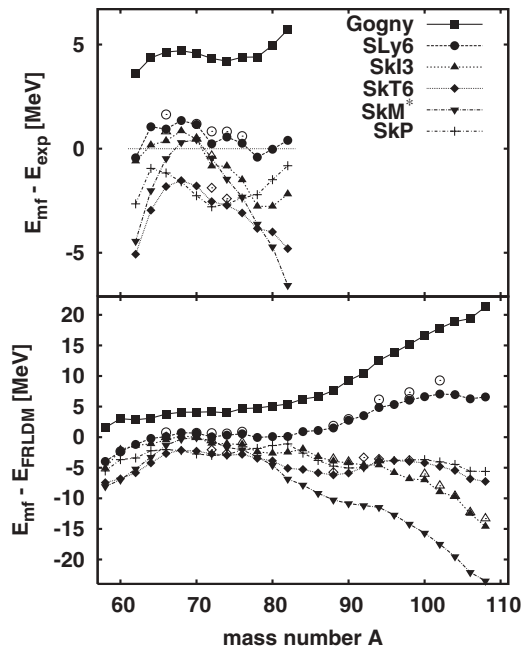 Gogny
SLy6
SkI3
SkT6
SkM*
SkP
5
0
-5
E_mf - E_exp [MeV]
20
15
10
5
0
-5
-10
-15
-20
E_mf - E_FRLDM [MeV]
60 70 80 90 100 110
mass number A